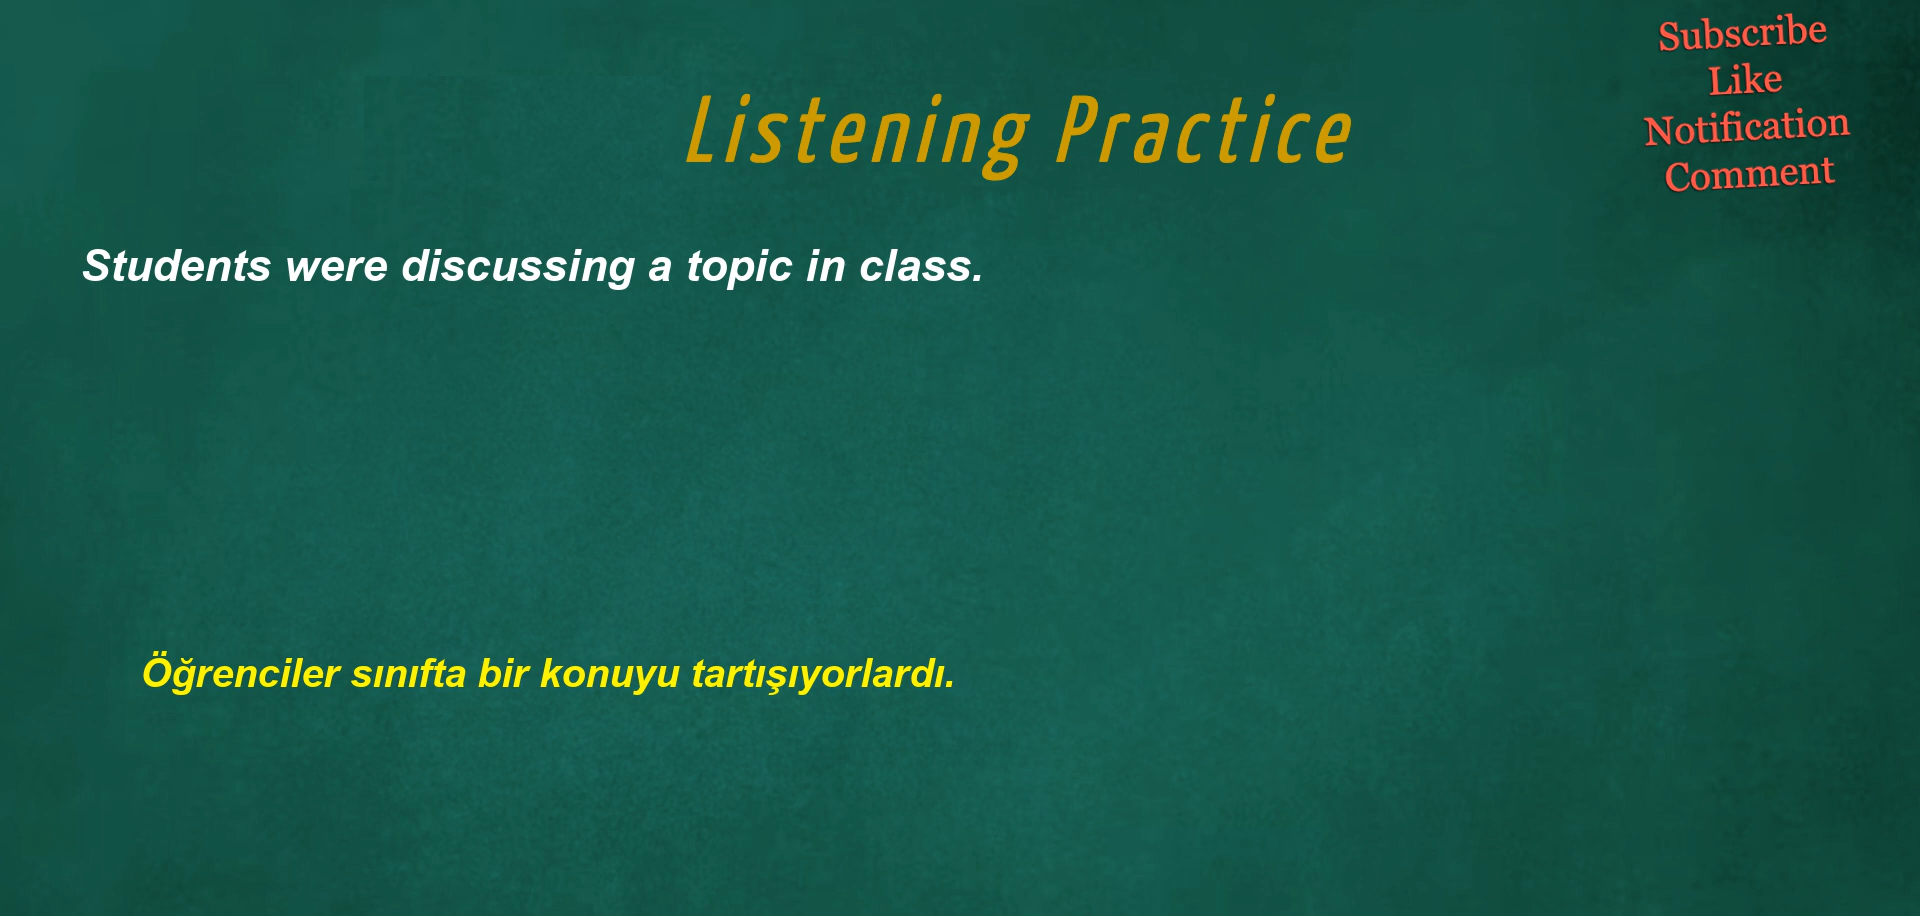 Subscribe
Like
Notification
Comment
Listening Practice
Students were discussing a topic in class.
Öğrenciler sınıfta bir konuyu tartışıyorlardı.